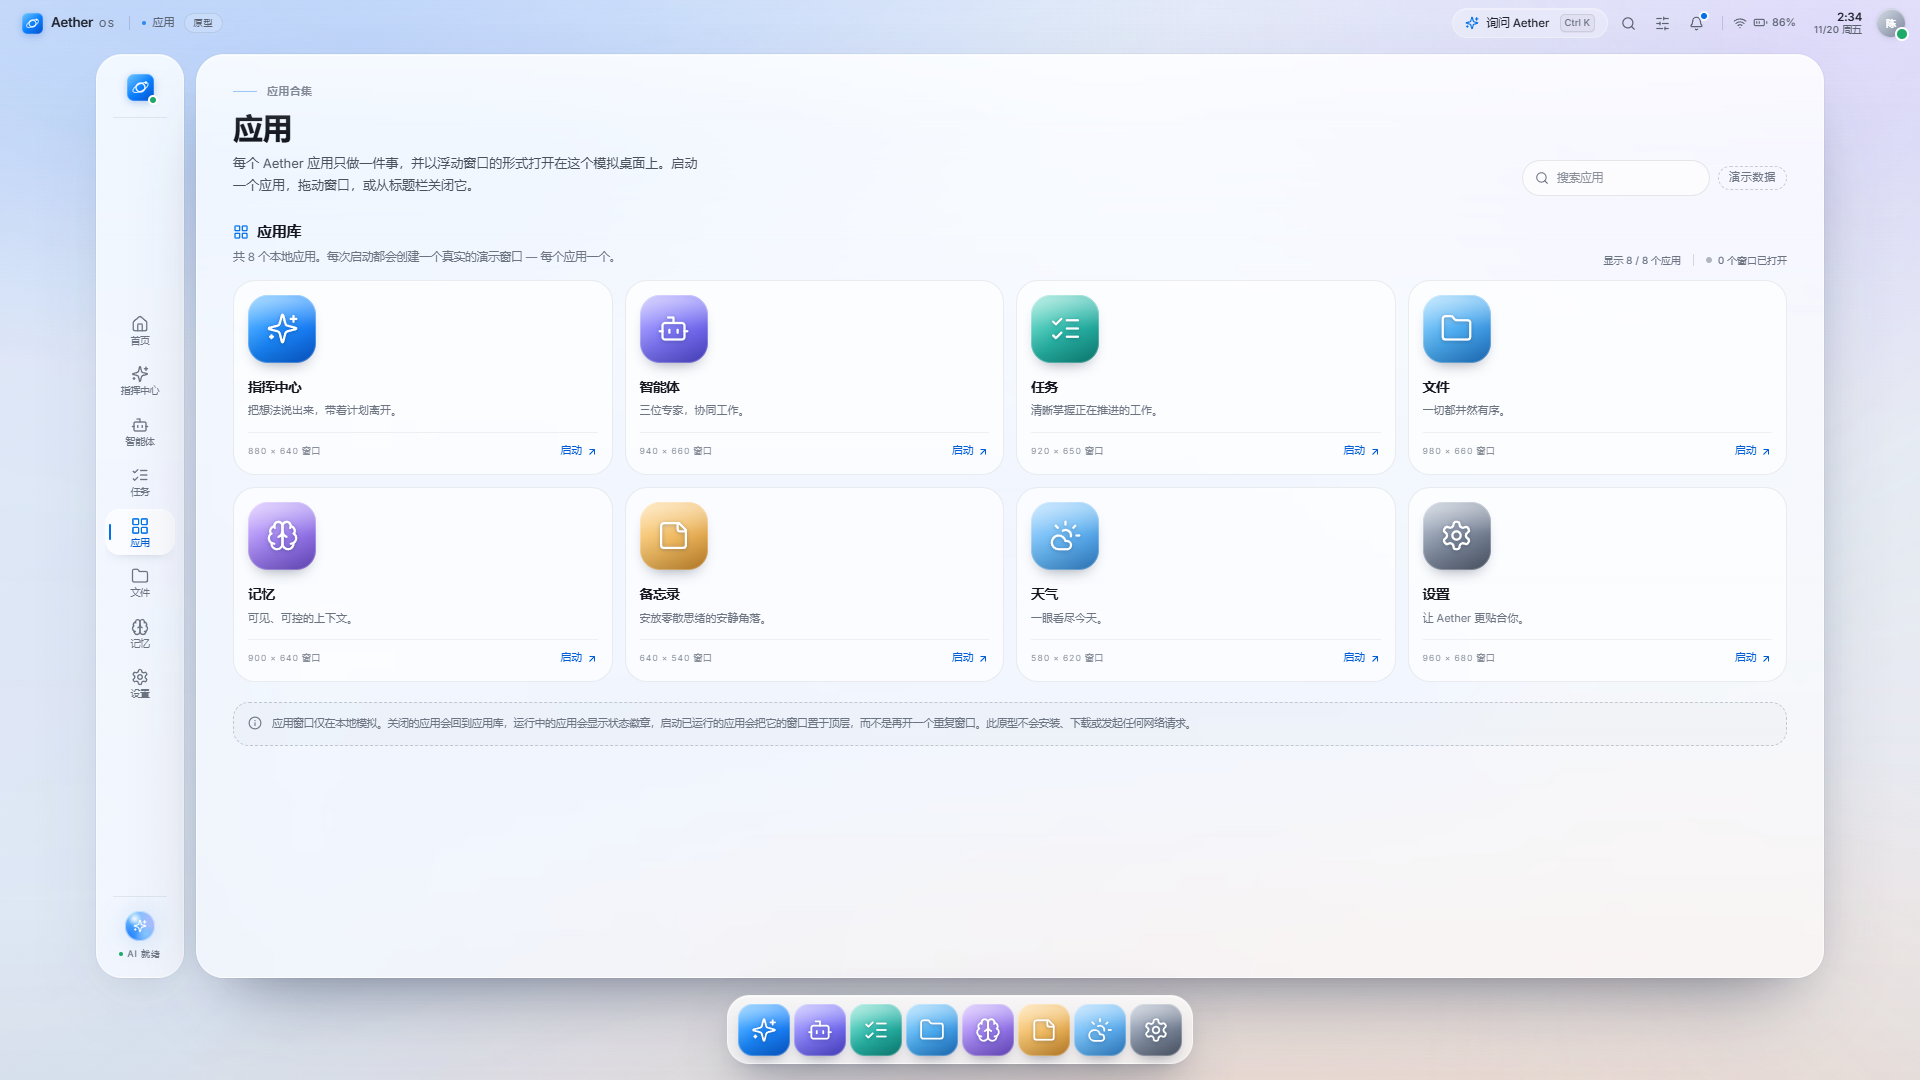 Aether OS
应用
原型
询问 Aether
Ctrl K
86%
2:34
11/20 周五
陈
应用合集
应用
每个 Aether 应用只做一件事，并以浮动窗口的形式打开在这个模拟桌面上。启动
一个应用，拖动窗口，或从标题栏关闭它。
搜索应用
演示数据
应用库
共 8 个本地应用。每次启动都会创建一个真实的演示窗口 — 每个应用一个。
显示 8 / 8 个应用
0 个窗口已打开
指挥中心
把想法说出来，带着计划离开。
880 × 640 窗口
启动
智能体
三位专家，协同工作。
940 × 660 窗口
启动
任务
清晰掌握正在推进的工作。
920 × 650 窗口
启动
文件
一切都井然有序。
980 × 660 窗口
启动
记忆
可见、可控的上下文。
900 × 640 窗口
启动
备忘录
安放零散思绪的安静角落。
640 × 540 窗口
启动
天气
一眼看尽今天。
580 × 620 窗口
启动
设置
让 Aether 更贴合你。
960 × 680 窗口
启动
应用窗口仅在本地模拟。关闭的应用会回到应用库，运行中的应用会显示状态徽章，启动已运行的应用会把它的窗口置于顶层，而不是再开一个重复窗口。此原型不会安装、下载或发起任何网络请求。
首页
指挥中心
智能体
任务
应用
文件
记忆
设置
AI 就绪